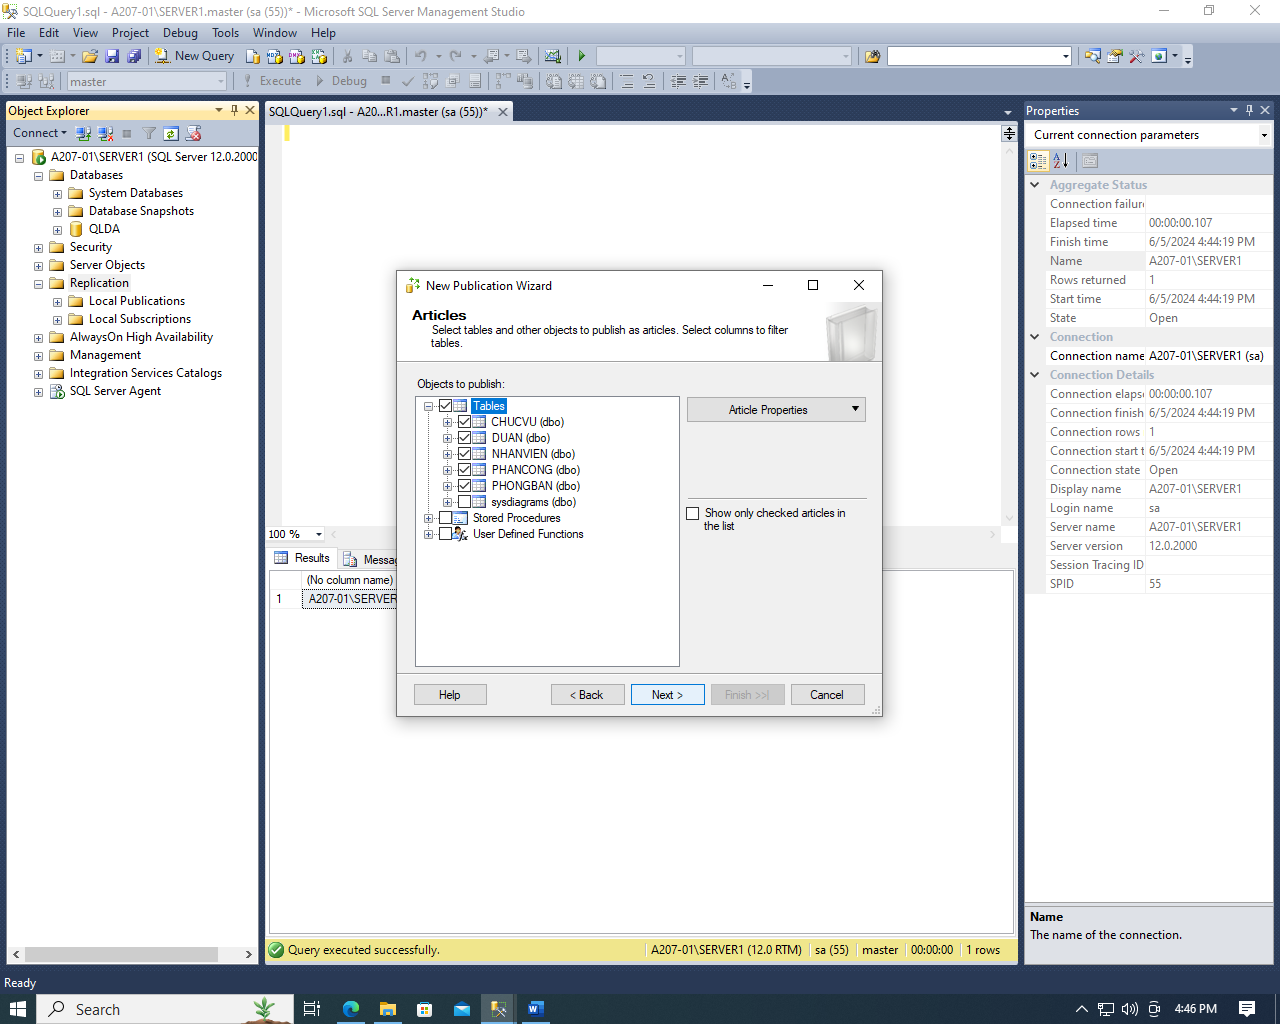 SQLQuery1.sql - A207-01\SERVER1.master (sa (55))* - Microsoft SQL Server Management Studio
File Edit View Project Debug Tools Window Help
New Query
master Execute Debug
Object Explorer
Connect
A207-01\SERVER1 (SQL Server 12.0.2000
Databases
System Databases
Database Snapshots
QLDA
Security
Server Objects
Replication
Local Publications
Local Subscriptions
AlwaysOn High Availability
Management
Integration Services Catalogs
SQL Server Agent
SQLQuery1.sql - A20...R1.master (sa (55))*
100 %
Results Messa
(No column name)
1 A207-01\SERVER
New Publication Wizard
Articles
Select tables and other objects to publish as articles. Select columns to filter
tables.
Objects to publish:
Tables
CHUCVU (dbo)
DUAN (dbo)
NHANVIEN (dbo)
PHANCONG (dbo)
PHONGBAN (dbo)
sysdiagrams (dbo)
Stored Procedures
User Defined Functions
Article Properties
Show only checked articles in
the list
Help < Back Next > Finish >>| Cancel
Query executed successfully. A207-01\SERVER1 (12.0 RTM) sa (55) master 00:00:00 1 rows
Properties
Current connection parameters
Aggregate Status
Connection failure
Elapsed time 00:00:00.107
Finish time 6/5/2024 4:44:19 PM
Name A207-01\SERVER1
Rows returned 1
Start time 6/5/2024 4:44:19 PM
State Open
Connection
Connection name A207-01\SERVER1 (sa)
Connection Details
Connection elaps 00:00:00.107
Connection finish 6/5/2024 4:44:19 PM
Connection rows 1
Connection start t 6/5/2024 4:44:19 PM
Connection state Open
Display name A207-01\SERVER1
Login name sa
Server name A207-01\SERVER1
Server version 12.0.2000
Session Tracing ID
SPID 55
Name
The name of the connection.
Ready
Search
4:46 PM